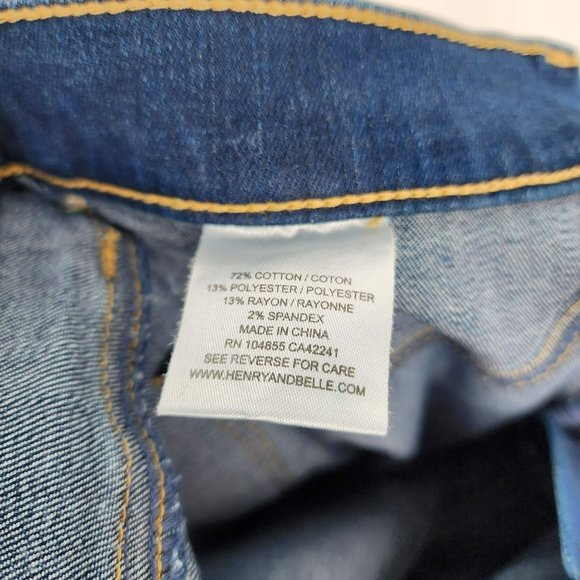 72% COTTON / COTON
13% POLYESTER / POLYESTER
13% RAYON / RAYONNE
2% SPANDEX
MADE IN CHINA
RN 104855 CA42241
SEE REVERSE FOR CARE
WWW.HENRYANDBELLE.COM